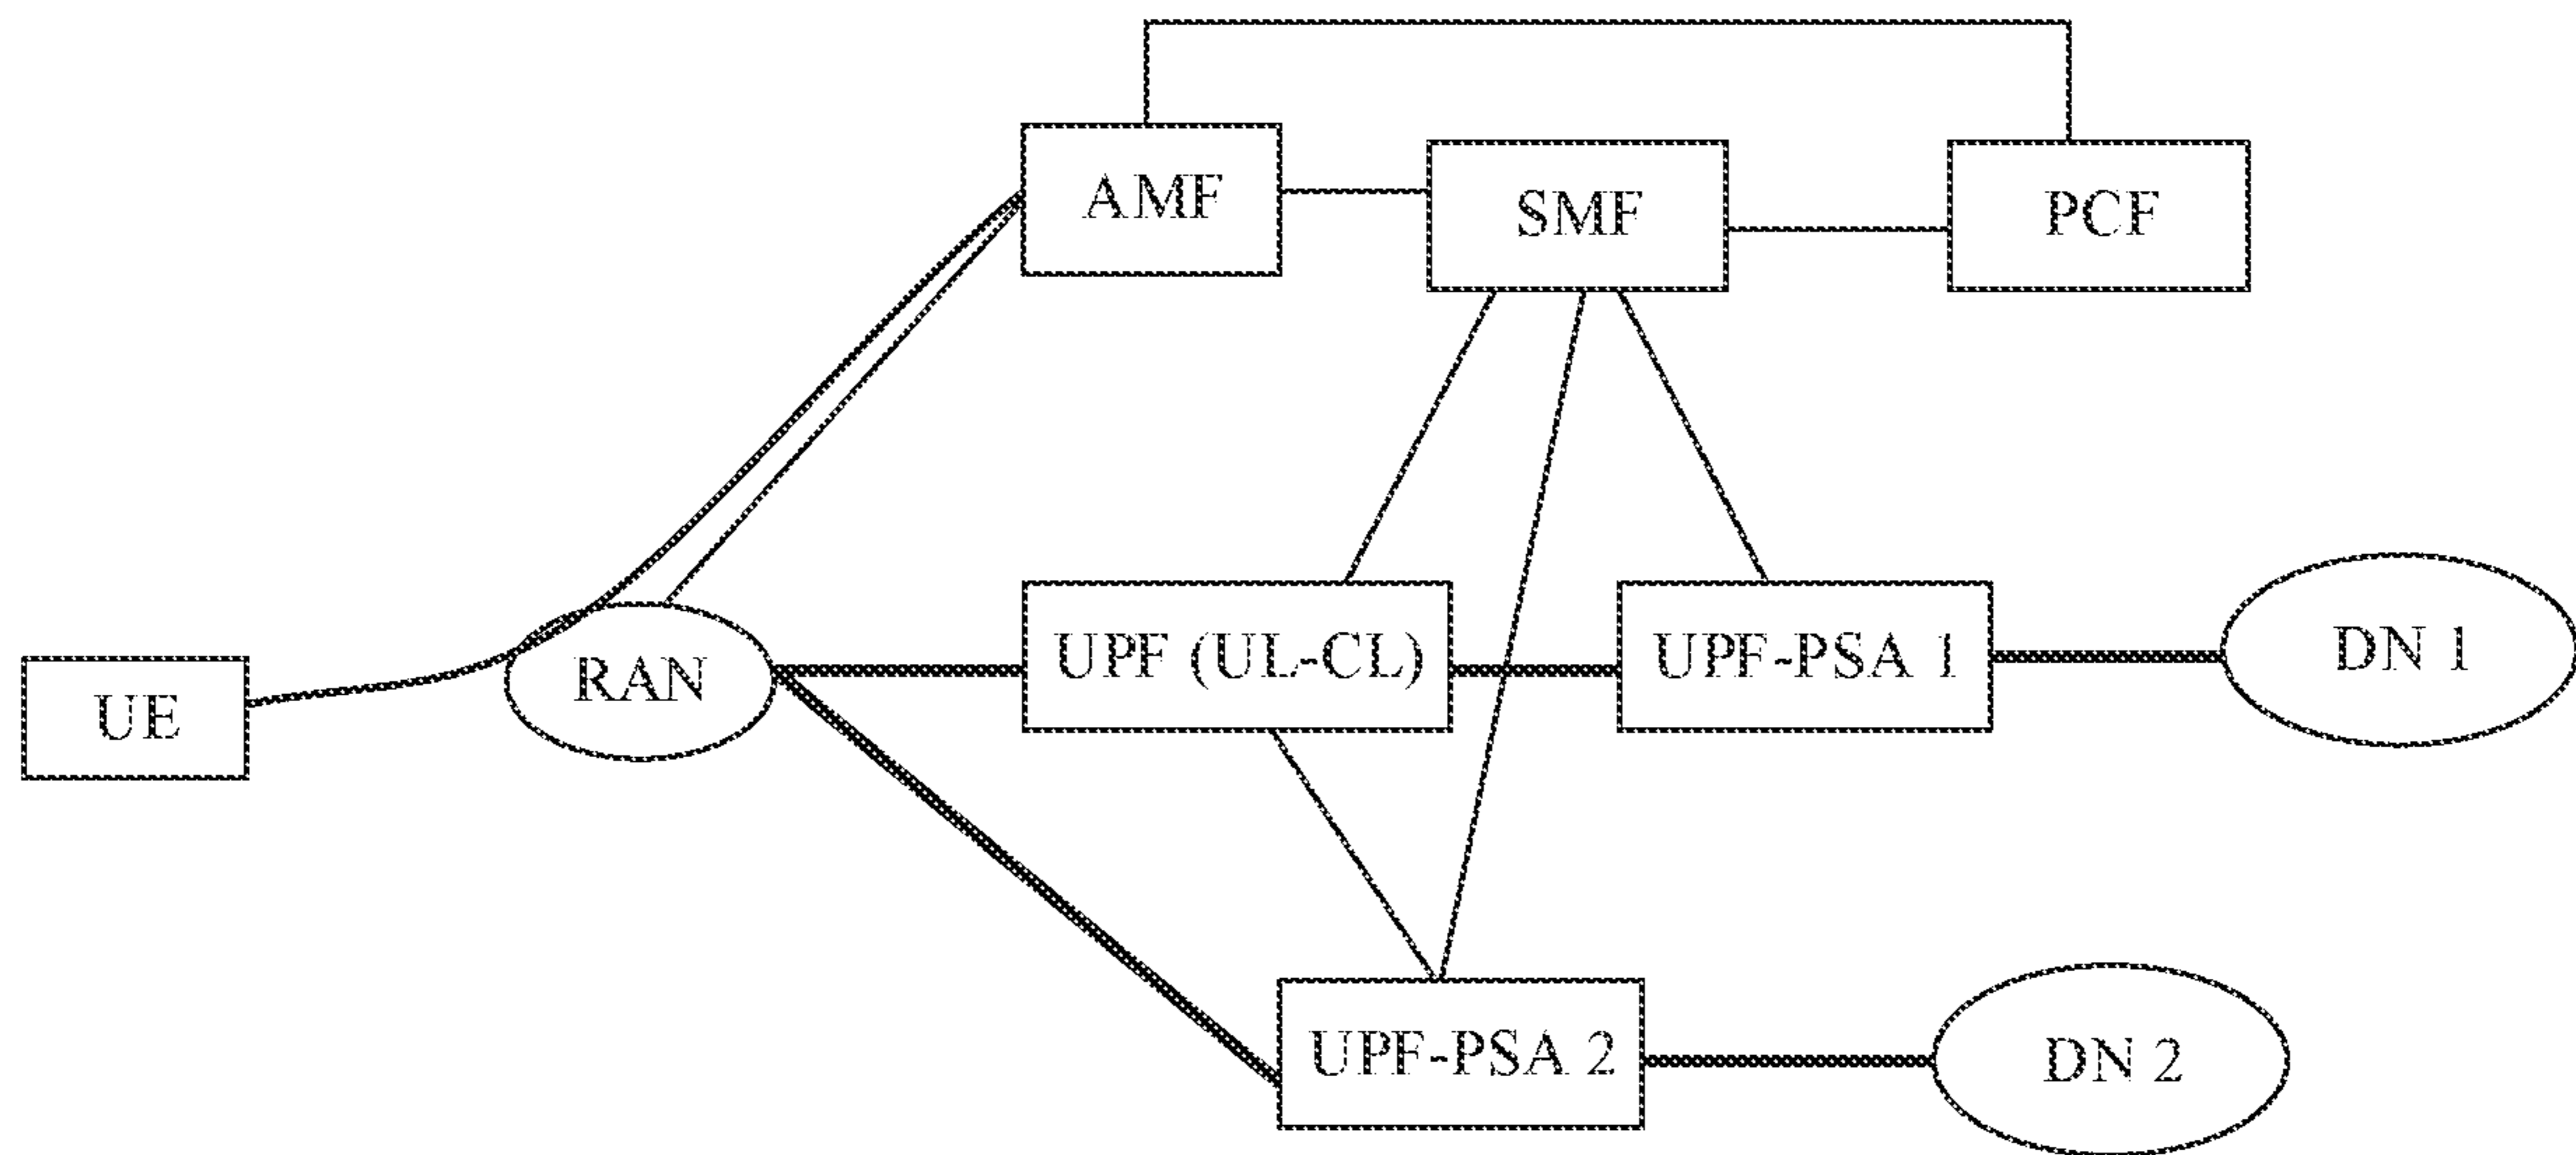 AMF
SMF
PCF
UE
RAN
UPF (UL-CL)
UPF-PSA 1
DN 1
UPF-PSA 2
DN 2